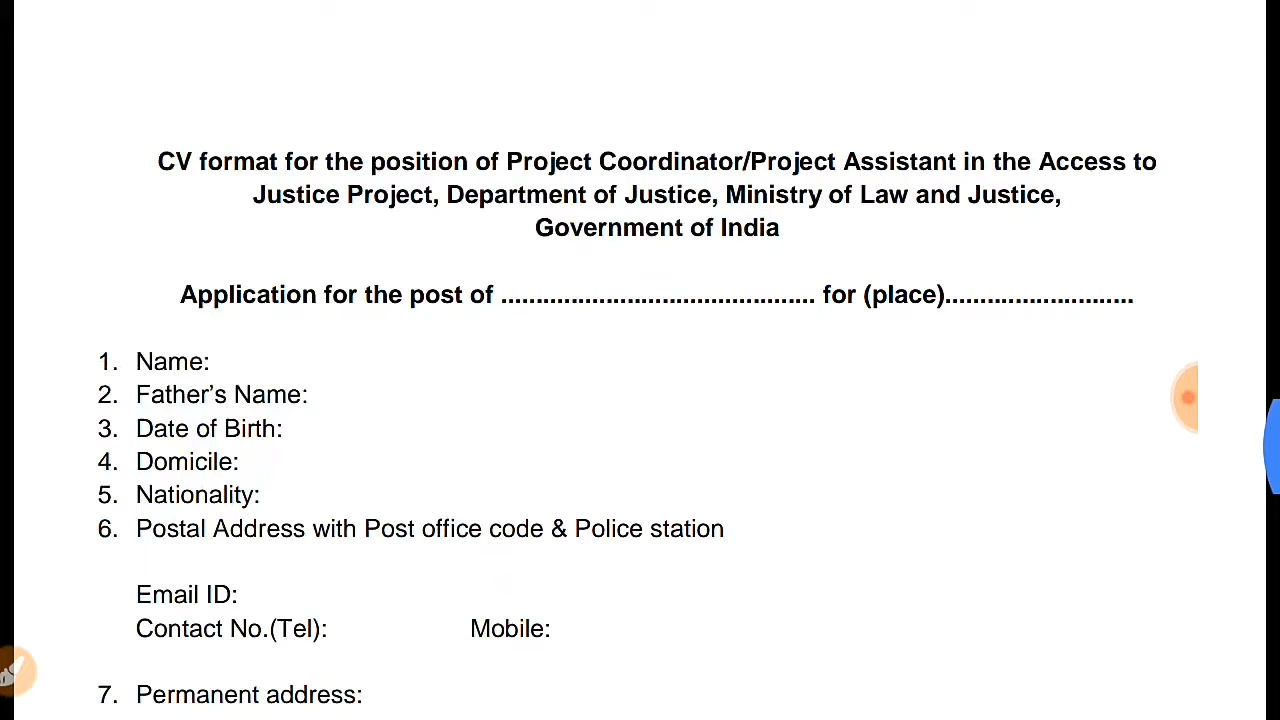 CV format for the position of Project Coordinator/Project Assistant in the Access to
Justice Project, Department of Justice, Ministry of Law and Justice,
Government of India
Application for the post of ............................................. for (place)...........................
1. Name:
2. Father’s Name:
3. Date of Birth:
4. Domicile:
5. Nationality:
6. Postal Address with Post office code & Police station
Email ID:
Contact No.(Tel): Mobile:
7. Permanent address: